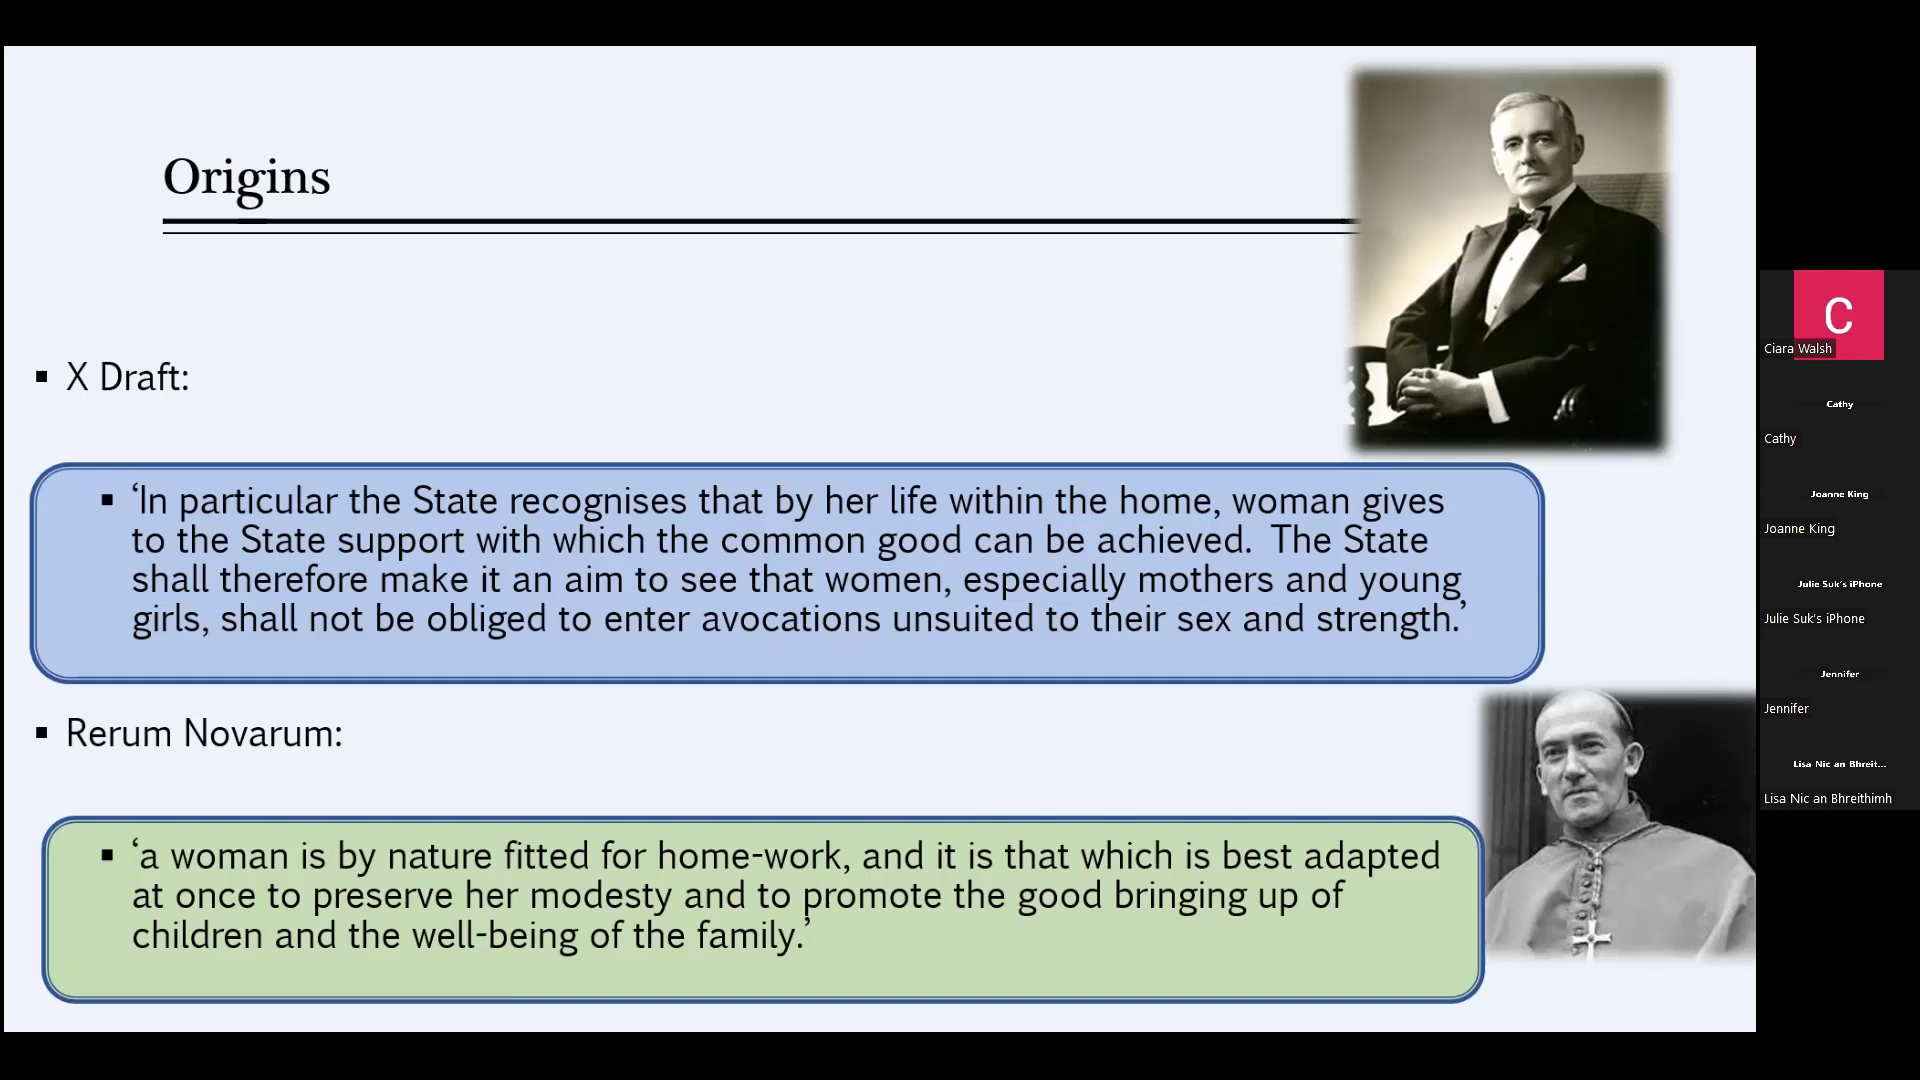 Origins
▪ X Draft:
▪ ‘In particular the State recognises that by her life within the home, woman gives
to the State support with which the common good can be achieved.  The State
shall therefore make it an aim to see that women, especially mothers and young
girls, shall not be obliged to enter avocations unsuited to their sex and strength.’
▪ Rerum Novarum:
▪ ‘a woman is by nature fitted for home-work, and it is that which is best adapted
at once to preserve her modesty and to promote the good bringing up of
children and the well-being of the family.’
C
Ciara Walsh
Cathy
Cathy
Joanne King
Joanne King
Julie Suk's iPhone
Julie Suk's iPhone
Jennifer
Jennifer
Lisa Nic an Bhreit...
Lisa Nic an Bhreithimh